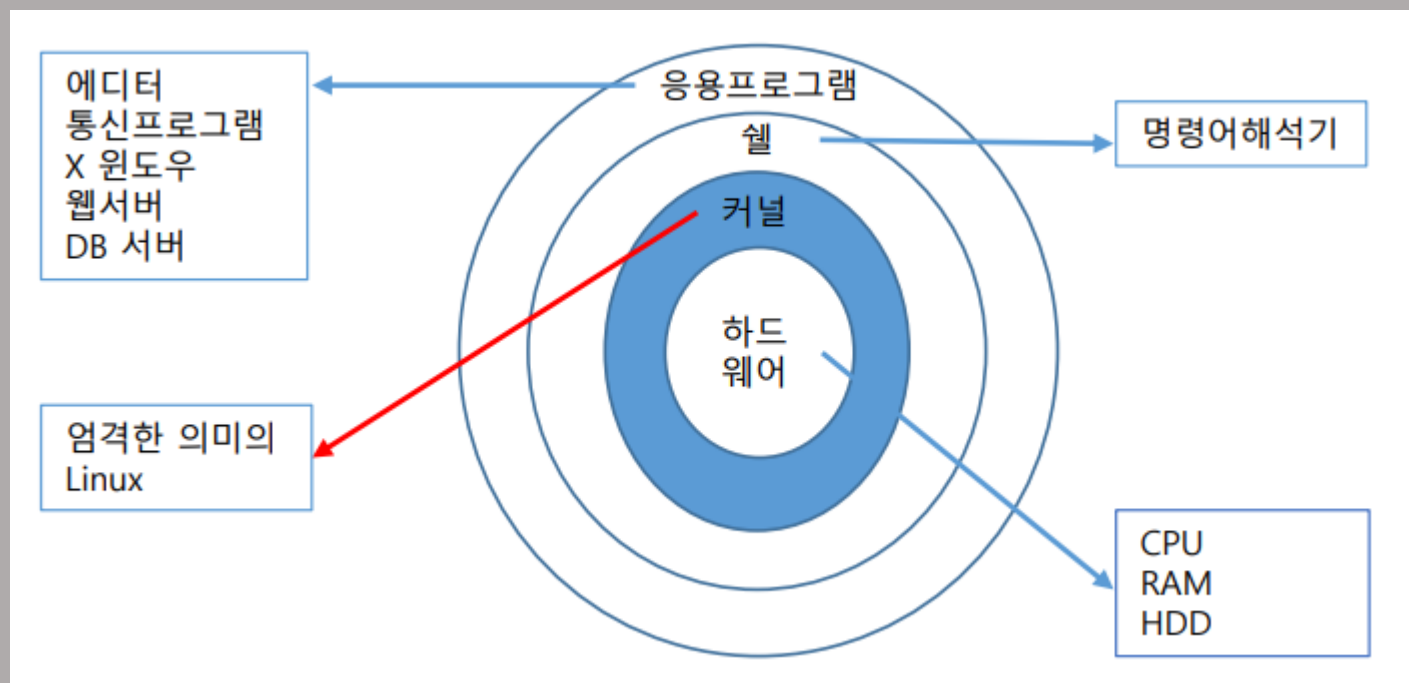 에디터
통신프로그램
X 윈도우
웹서버
DB 서버
응용프로그램
쉘
명령어해석기
커널
하드
웨어
엄격한 의미의
Linux
CPU
RAM
HDD